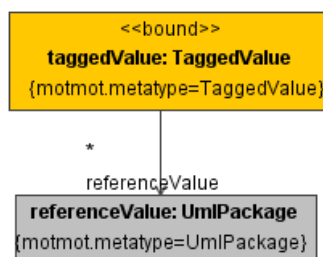 <<bound>>
taggedValue: TaggedValue
{motmot.metatype=TaggedValue}
*
referenceValue
referenceValue: UmlPackage
{motmot.metatype=UmlPackage}